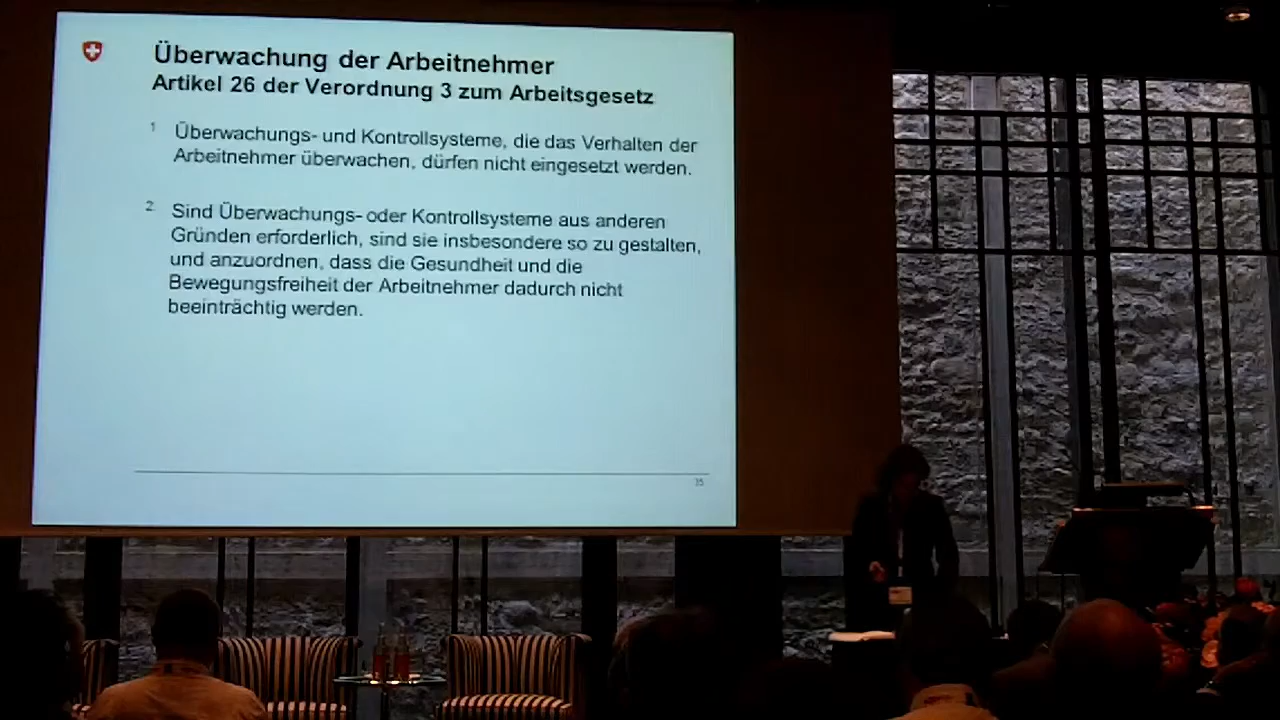 Überwachung der Arbeitnehmer
Artikel 26 der Verordnung 3 zum Arbeitsgesetz
1 Überwachungs- und Kontrollsysteme, die das Verhalten der
Arbeitnehmer überwachen, dürfen nicht eingesetzt werden.
2 Sind Überwachungs- oder Kontrollsysteme aus anderen
Gründen erforderlich, sind sie insbesondere so zu gestalten,
und anzuordnen, dass die Gesundheit und die
Bewegungsfreiheit der Arbeitnehmer dadurch nicht
beeinträchtig werden.
35